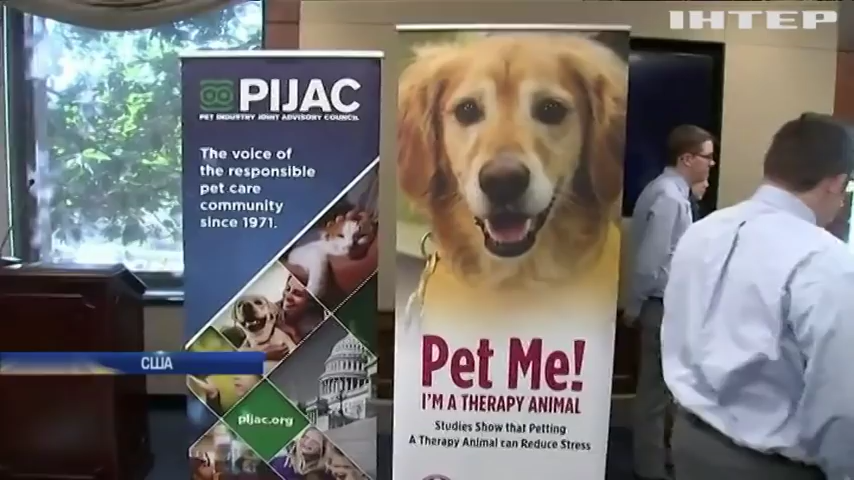 ІНТЕР
PIJAC
PET INDUSTRY JOINT ADVISORY COUNCIL
The voice of
the responsible
pet care
community
since 1971.
США
pijac.org
Pet Me!
I'M A THERAPY ANIMAL
Studies Show that Petting
A Therapy Animal can Reduce Stress